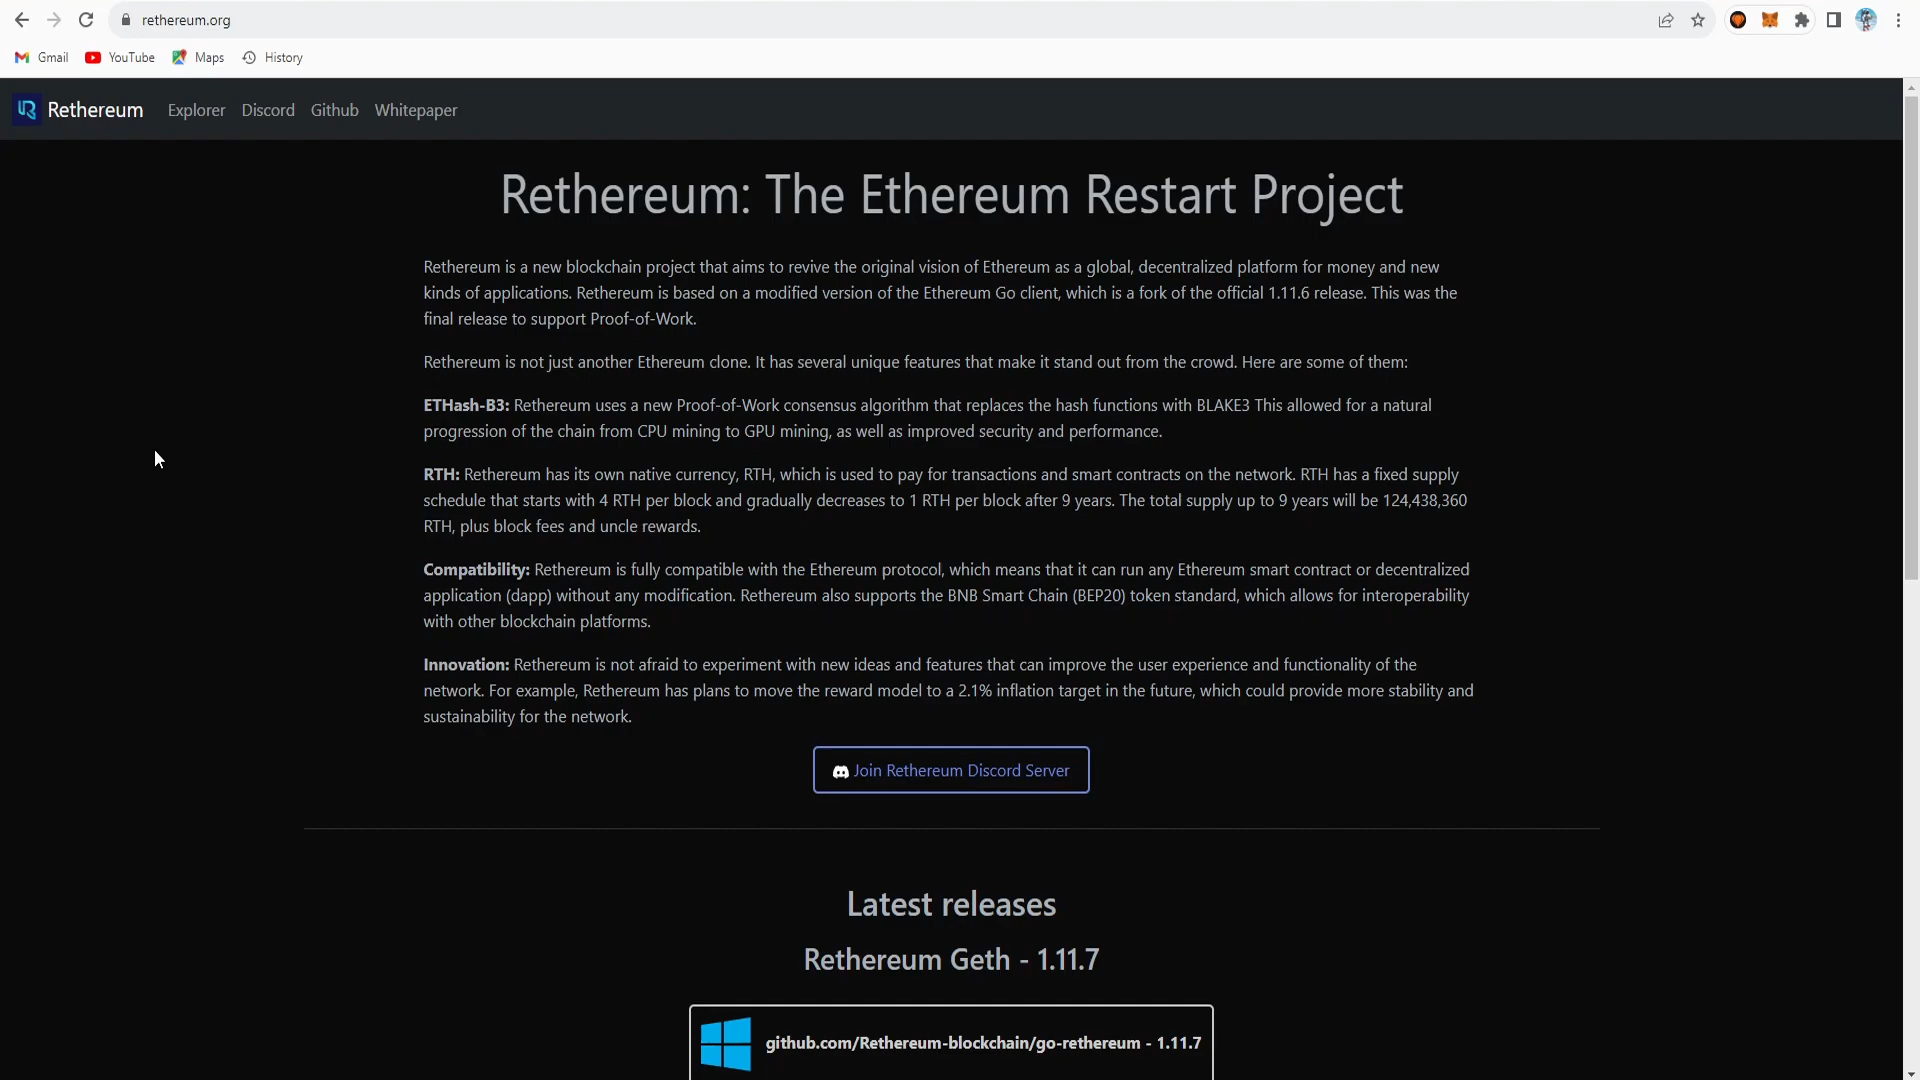 rethereum.org
Gmail YouTube Maps History
Rethereum Explorer Discord Github Whitepaper
Rethereum: The Ethereum Restart Project
Rethereum is a new blockchain project that aims to revive the original vision of Ethereum as a global, decentralized platform for money and new
kinds of applications. Rethereum is based on a modified version of the Ethereum Go client, which is a fork of the official 1.11.6 release. This was the
final release to support Proof-of-Work.
Rethereum is not just another Ethereum clone. It has several unique features that make it stand out from the crowd. Here are some of them:
ETHash-B3: Rethereum uses a new Proof-of-Work consensus algorithm that replaces the hash functions with BLAKE3 This allowed for a natural
progression of the chain from CPU mining to GPU mining, as well as improved security and performance.
RTH: Rethereum has its own native currency, RTH, which is used to pay for transactions and smart contracts on the network. RTH has a fixed supply
schedule that starts with 4 RTH per block and gradually decreases to 1 RTH per block after 9 years. The total supply up to 9 years will be 124,438,360
RTH, plus block fees and uncle rewards.
Compatibility: Rethereum is fully compatible with the Ethereum protocol, which means that it can run any Ethereum smart contract or decentralized
application (dapp) without any modification. Rethereum also supports the BNB Smart Chain (BEP20) token standard, which allows for interoperability
with other blockchain platforms.
Innovation: Rethereum is not afraid to experiment with new ideas and features that can improve the user experience and functionality of the
network. For example, Rethereum has plans to move the reward model to a 2.1% inflation target in the future, which could provide more stability and
sustainability for the network.
Join Rethereum Discord Server
Latest releases
Rethereum Geth - 1.11.7
github.com/Rethereum-blockchain/go-rethereum - 1.11.7